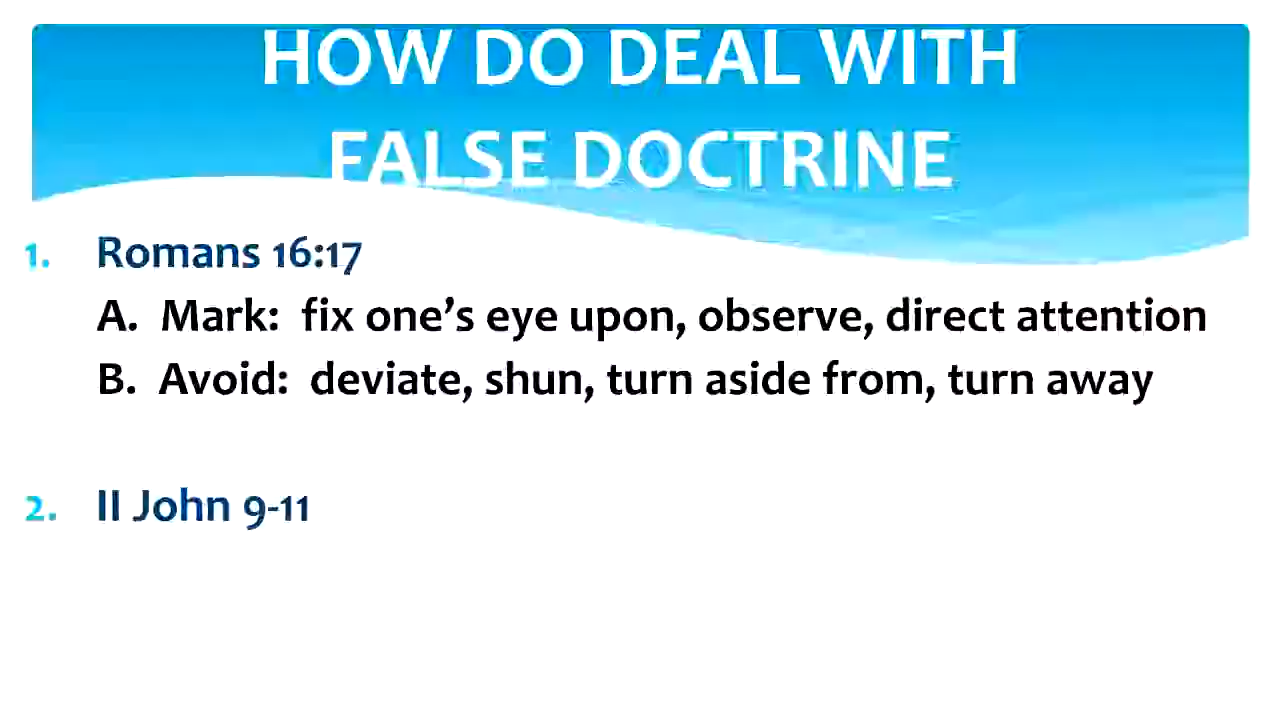 HOW DO DEAL WITH
FALSE DOCTRINE
1. Romans 16:17
A. Mark: fix one’s eye upon, observe, direct attention
B. Avoid: deviate, shun, turn aside from, turn away
2. II John 9-11